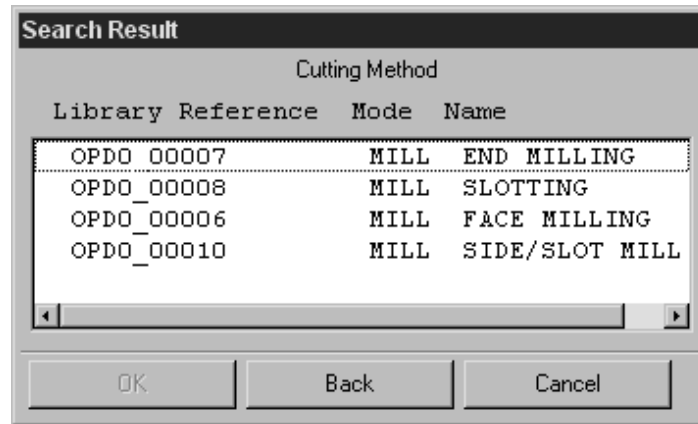 Search Result
Cutting Method
Library Reference Mode Name
OPD0_00007 MILL END MILLING
OPD0_00008 MILL SLOTTING
OPD0_00006 MILL FACE MILLING
OPD0_00010 MILL SIDE/SLOT MILL
OK Back Cancel